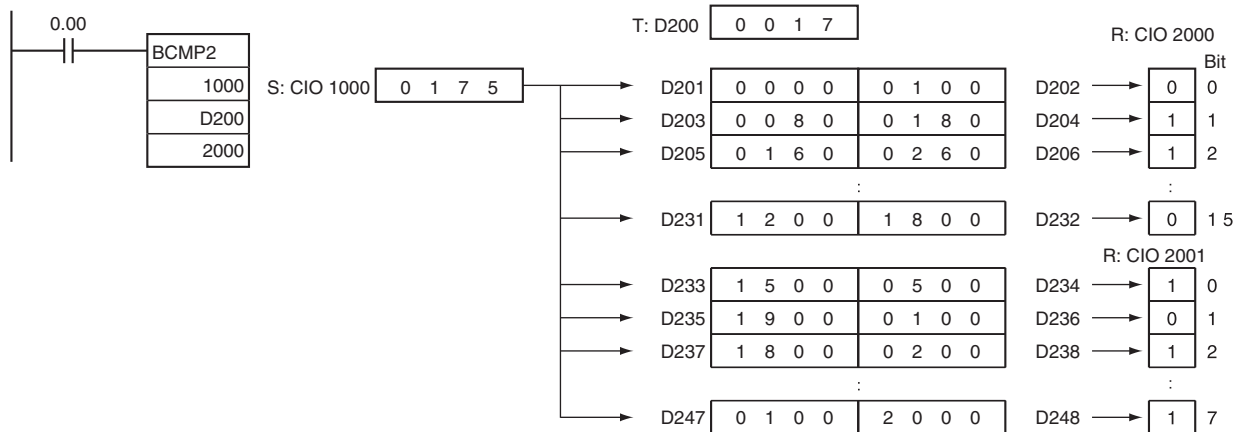 0.00
BCMP2
1000
D200
2000
T: D200 0 0 1 7
R: CIO 2000
Bit
S: CIO 1000 0 1 7 5
D201 0 0 0 0 0 1 0 0 D202 0 0
D203 0 0 8 0 0 1 8 0 D204 1 1
D205 0 1 6 0 0 2 6 0 D206 1 2
: :
D231 1 2 0 0 1 8 0 0 D232 0 1 5
R: CIO 2001
D233 1 5 0 0 0 5 0 0 D234 1 0
D235 1 9 0 0 0 1 0 0 D236 0 1
D237 1 8 0 0 0 2 0 0 D238 1 2
: :
D247 0 1 0 0 2 0 0 0 D248 1 7